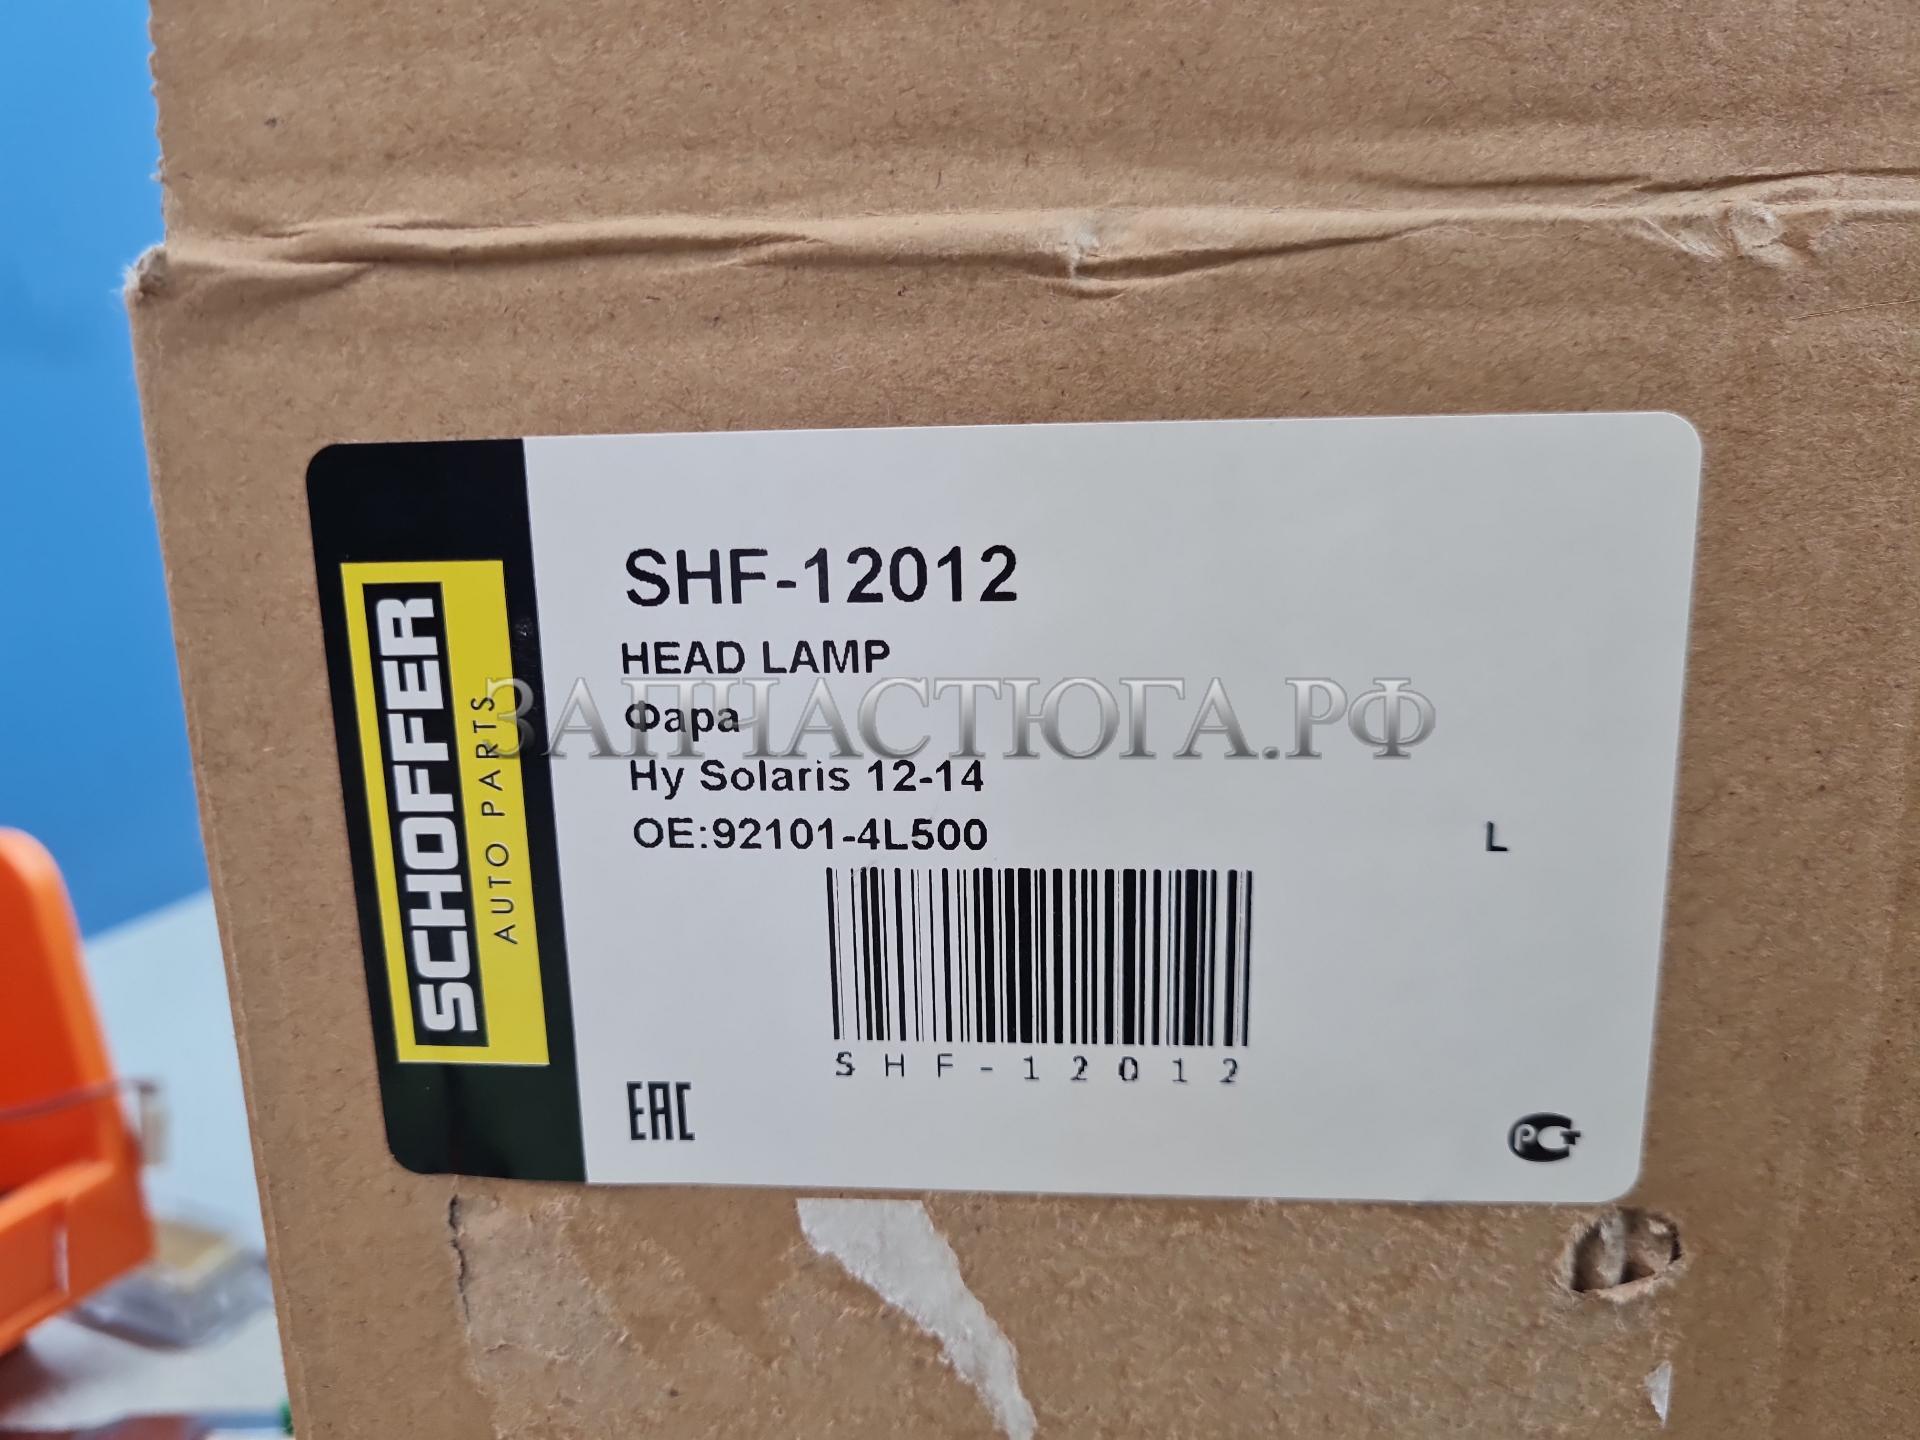 SHF-12012
HEAD LAMP
Фара
ЗАПЧАСТЮГА.РФ
Hy Solaris 12-14
OE:92101-4L500
L
SHF-12012
SCHOFFER
AUTO PARTS
EAC
РСТ